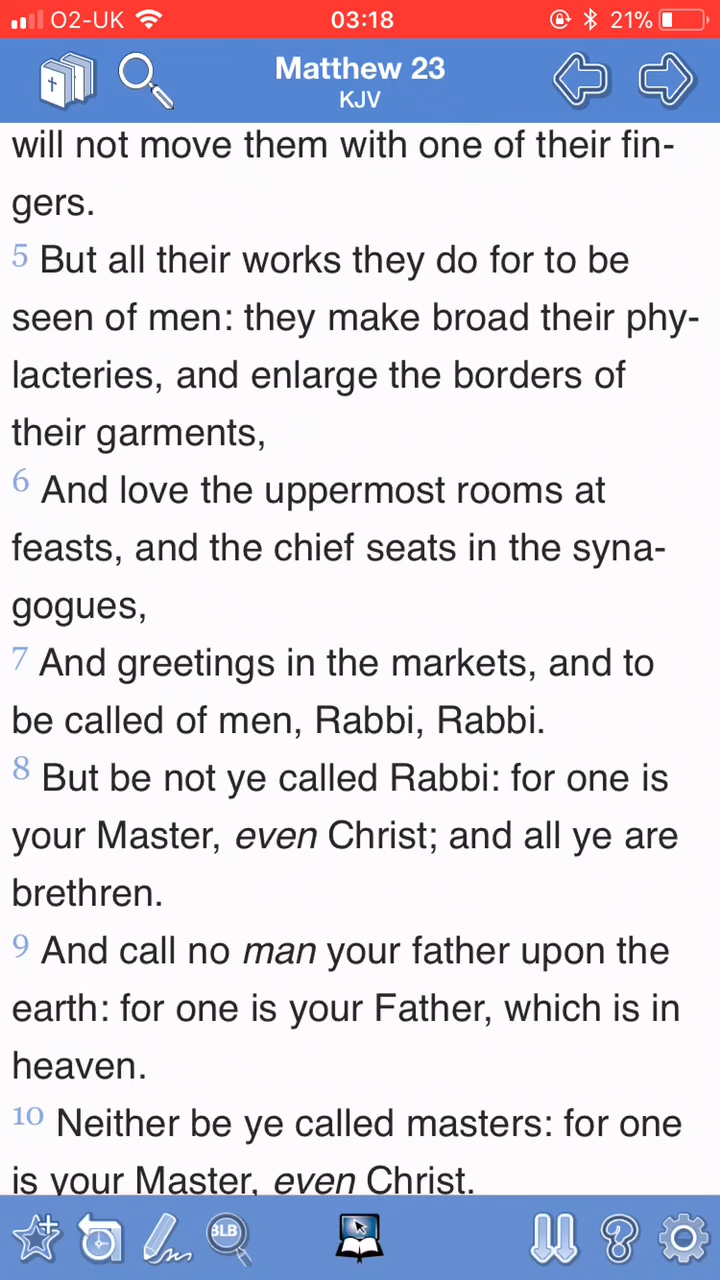 O2-UK 03:18 21%
Matthew 23
KJV
will not move them with one of their fin-
gers.
5 But all their works they do for to be
seen of men: they make broad their phy-
lacteries, and enlarge the borders of
their garments,
6 And love the uppermost rooms at
feasts, and the chief seats in the syna-
gogues,
7 And greetings in the markets, and to
be called of men, Rabbi, Rabbi.
8 But be not ye called Rabbi: for one is
your Master, even Christ; and all ye are
brethren.
9 And call no man your father upon the
earth: for one is your Father, which is in
heaven.
10 Neither be ye called masters: for one
is your Master, even Christ.
BLB